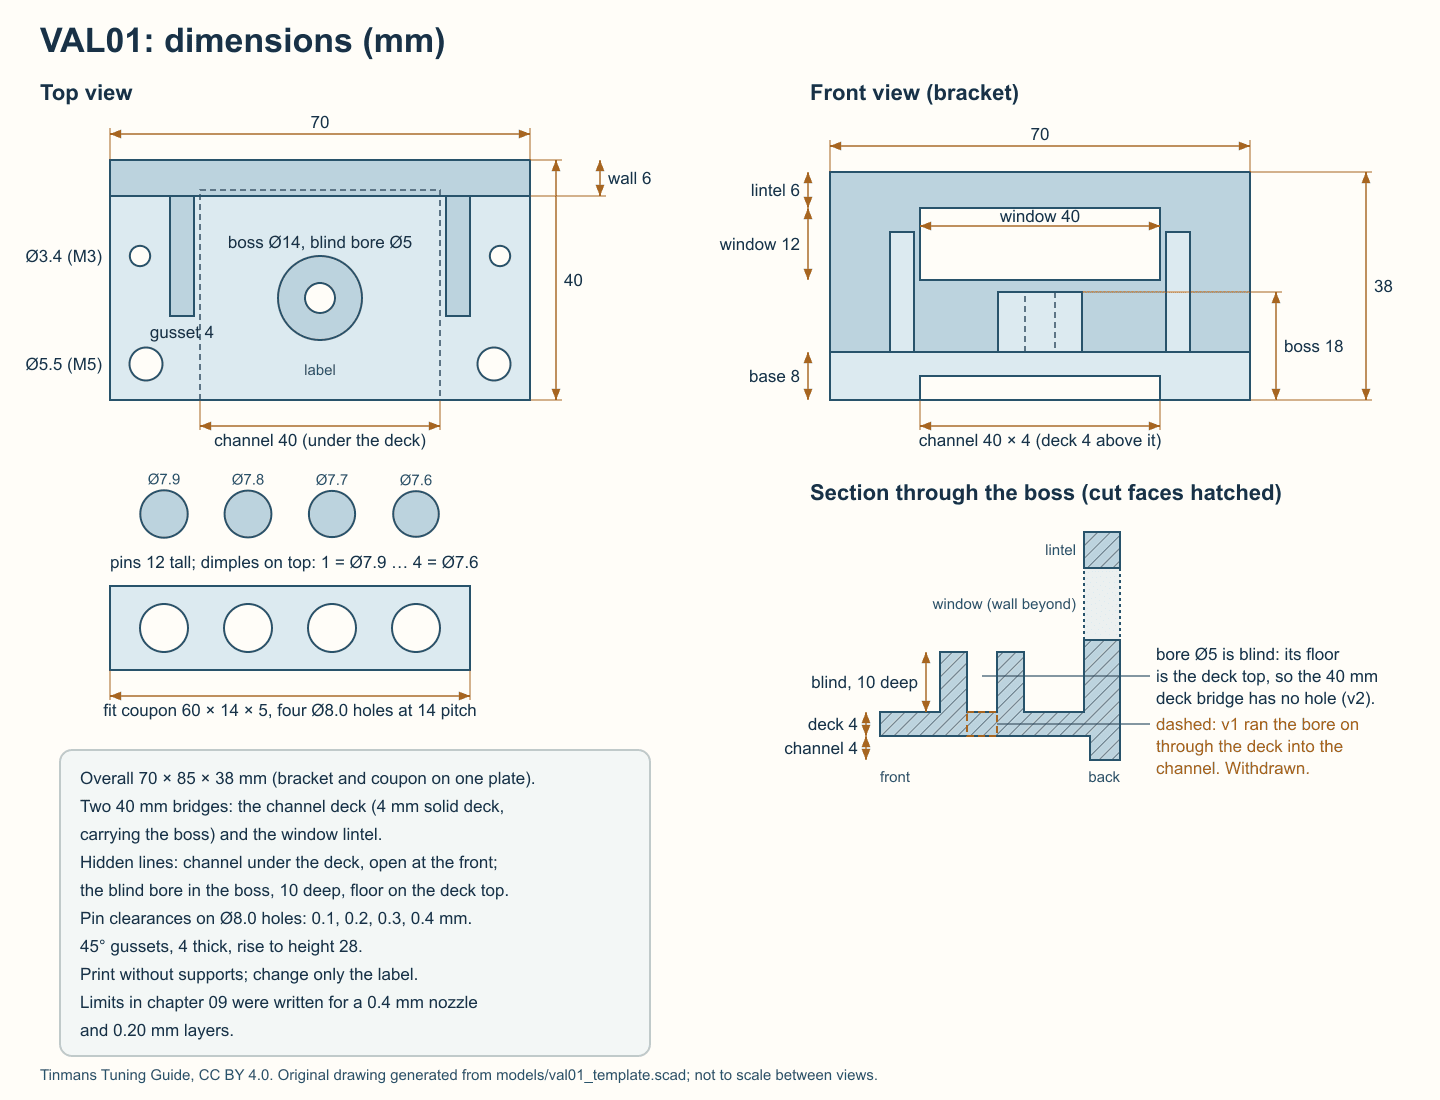 VAL01: dimensions (mm)
Top view
70
wall 6
boss Ø14, blind bore Ø5
Ø3.4 (M3)
40
gusset 4
Ø5.5 (M5)
label
channel 40 (under the deck)
Ø7.9
Ø7.8
Ø7.7
Ø7.6
pins 12 tall; dimples on top: 1 = Ø7.9 … 4 = Ø7.6
fit coupon 60 × 14 × 5, four Ø8.0 holes at 14 pitch
Overall 70 × 85 × 38 mm (bracket and coupon on one plate).
Two 40 mm bridges: the channel deck (4 mm solid deck,
carrying the boss) and the window lintel.
Hidden lines: channel under the deck, open at the front;
the blind bore in the boss, 10 deep, floor on the deck top.
Pin clearances on Ø8.0 holes: 0.1, 0.2, 0.3, 0.4 mm.
45° gussets, 4 thick, rise to height 28.
Print without supports; change only the label.
Limits in chapter 09 were written for a 0.4 mm nozzle
and 0.20 mm layers.
Front view (bracket)
70
lintel 6
window 40
window 12
38
boss 18
base 8
channel 40 × 4 (deck 4 above it)
Section through the boss (cut faces hatched)
lintel
window (wall beyond)
bore Ø5 is blind: its floor
is the deck top, so the 40 mm
deck bridge has no hole (v2).
blind, 10 deep
deck 4
channel 4
dashed: v1 ran the bore on
through the deck into the
channel. Withdrawn.
front
back
Tinmans Tuning Guide, CC BY 4.0. Original drawing generated from models/val01_template.scad; not to scale between views.